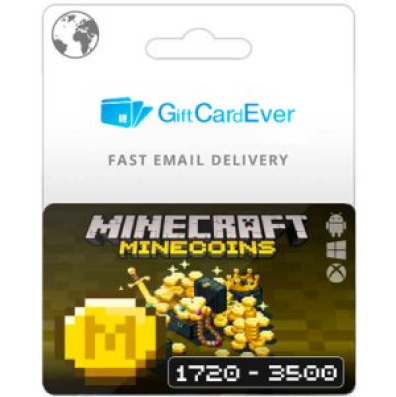 GiftCardEver
FAST EMAIL DELIVERY
MINECRAFT
MINECOINS
M
1720 - 3500